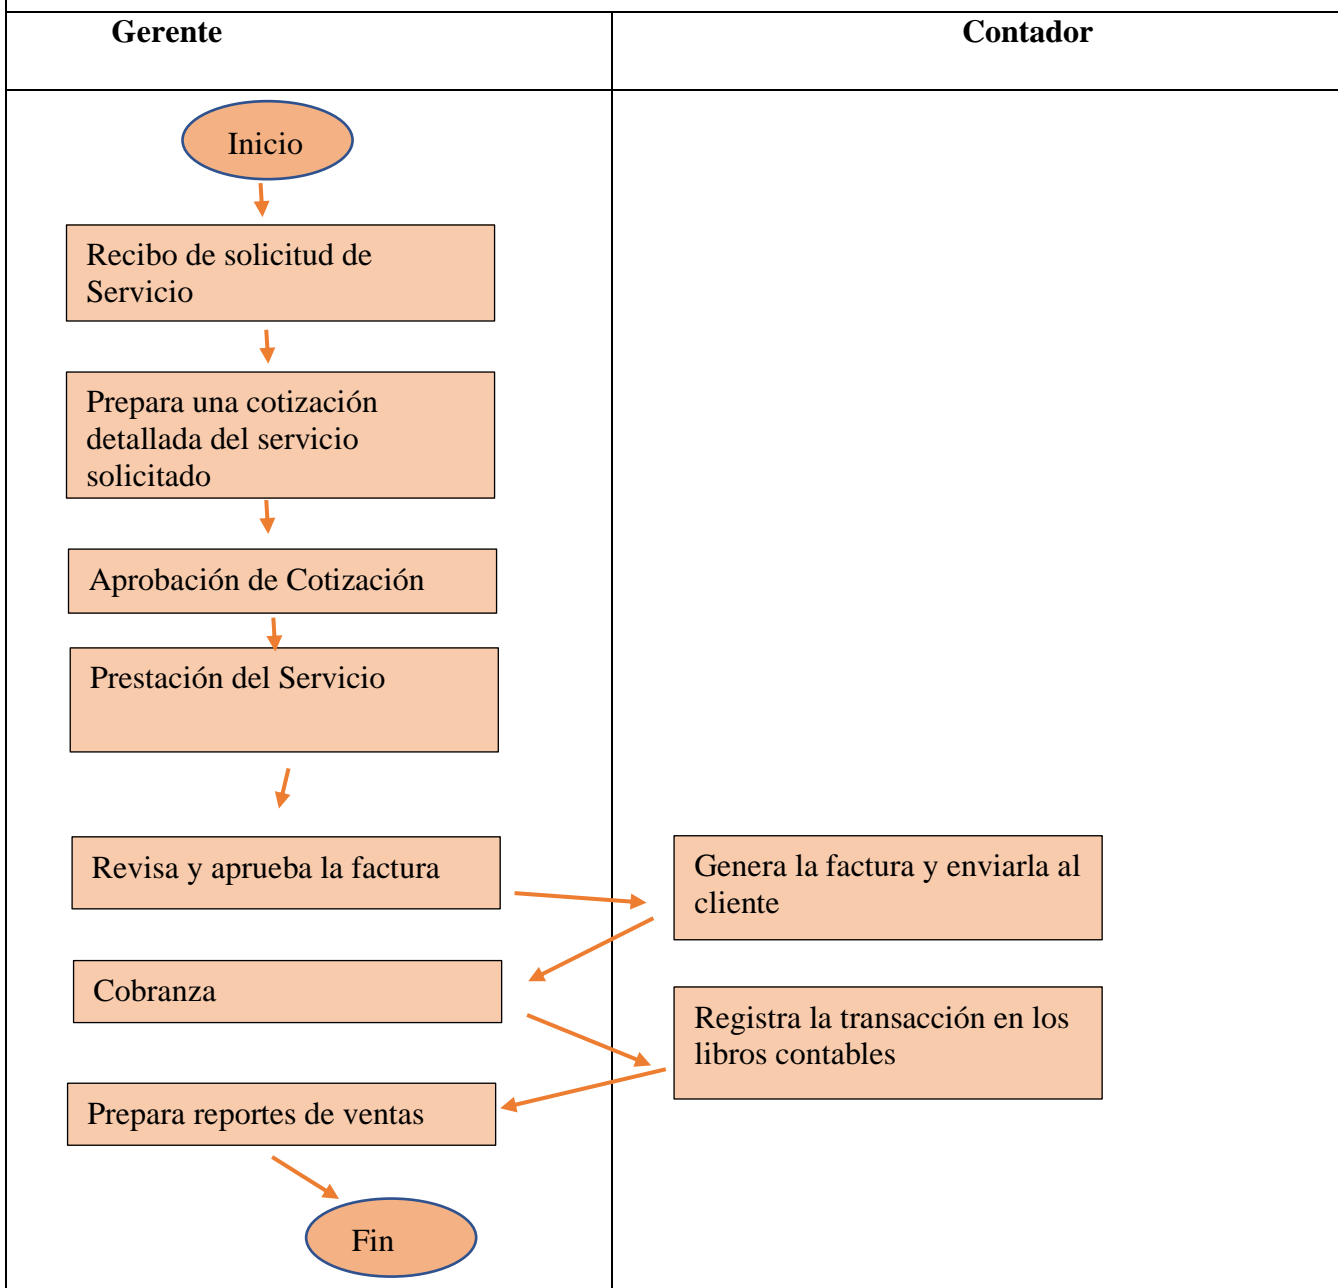 Gerente
Contador
Inicio
Recibo de solicitud de
Servicio
Prepara una cotización
detallada del servicio
solicitado
Aprobación de Cotización
Prestación del Servicio
Revisa y aprueba la factura
Genera la factura y enviarla al
cliente
Cobranza
Registra la transacción en los
libros contables
Prepara reportes de ventas
Fin